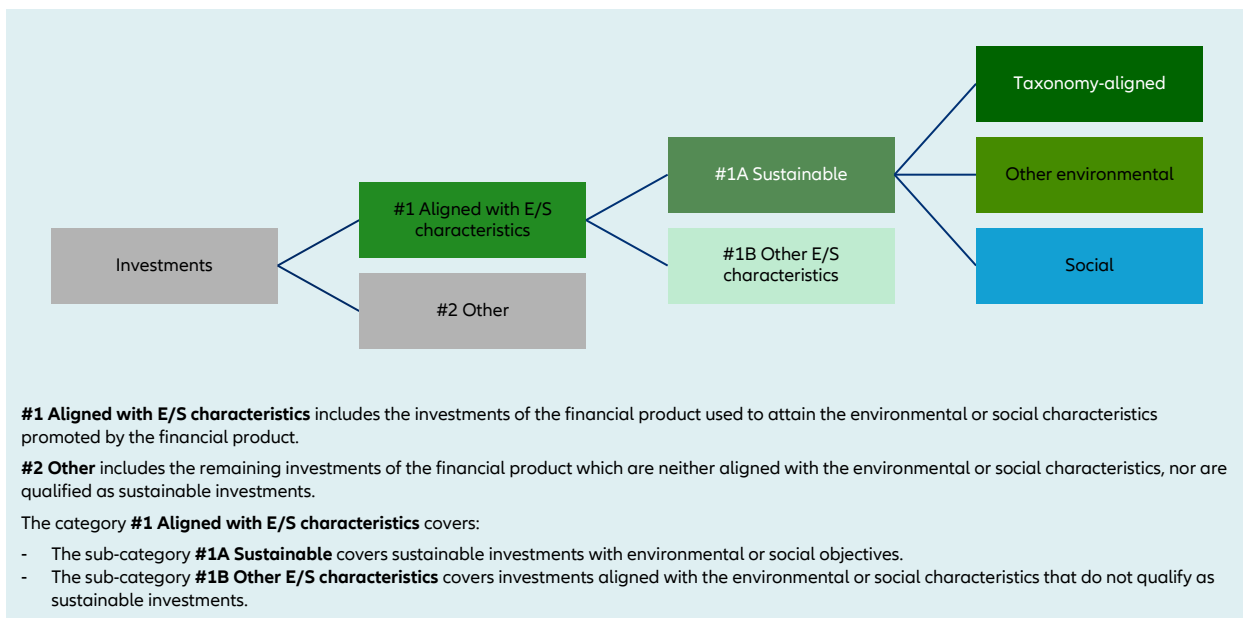 Taxonomy-aligned
#1A Sustainable
Other environmental
#1 Aligned with E/S
characteristics
Investments
#1B Other E/S
characteristics
Social
#2 Other
#1 Aligned with E/S characteristics includes the investments of the financial product used to attain the environmental or social characteristics
promoted by the financial product.
#2 Other includes the remaining investments of the financial product which are neither aligned with the environmental or social characteristics, nor are
qualified as sustainable investments.
The category #1 Aligned with E/S characteristics covers:
- The sub-category #1A Sustainable covers sustainable investments with environmental or social objectives.
- The sub-category #1B Other E/S characteristics covers investments aligned with the environmental or social characteristics that do not qualify as
sustainable investments.